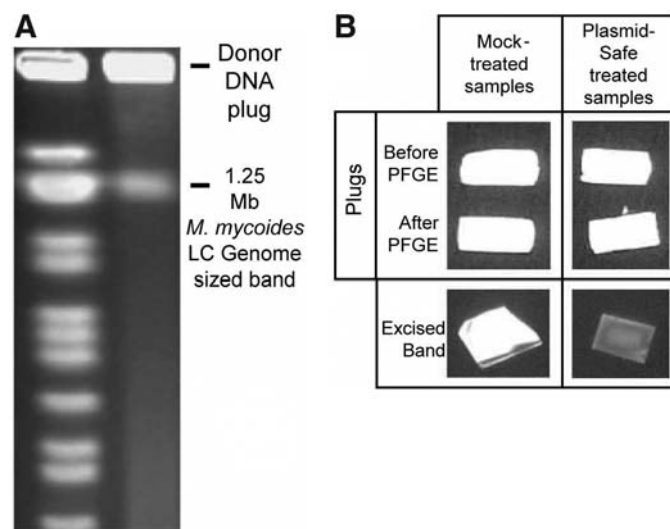 A
Donor
DNA
plug
1.25
Mb
M. mycoides
LC Genome
sized band
B
Mock-
treated
samples
Plasmid-
Safe
treated
samples
Plugs
Before
PFGE
After
PFGE
Excised
Band